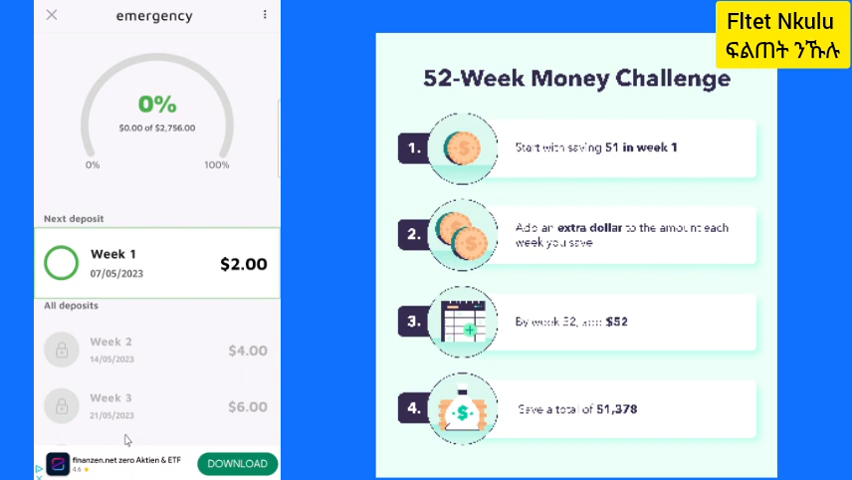 emergency
0%
$0.00 of $2,756.00
0%
100%
Next deposit
Week 1
07/05/2023
$2.00
All deposits
Week 2
14/05/2023
$4.00
Week 3
21/05/2023
$6.00
finanzen.net zero Aktien & ETF
4.6
DOWNLOAD
Fltet Nkulu
ፍልጠት ንኹሉ
52-Week Money Challenge
1.
Start with saving $1 in week 1
2.
Add an extra dollar to the amount each
week you save
3.
By week 52, $52
4.
Save a total of $1,378